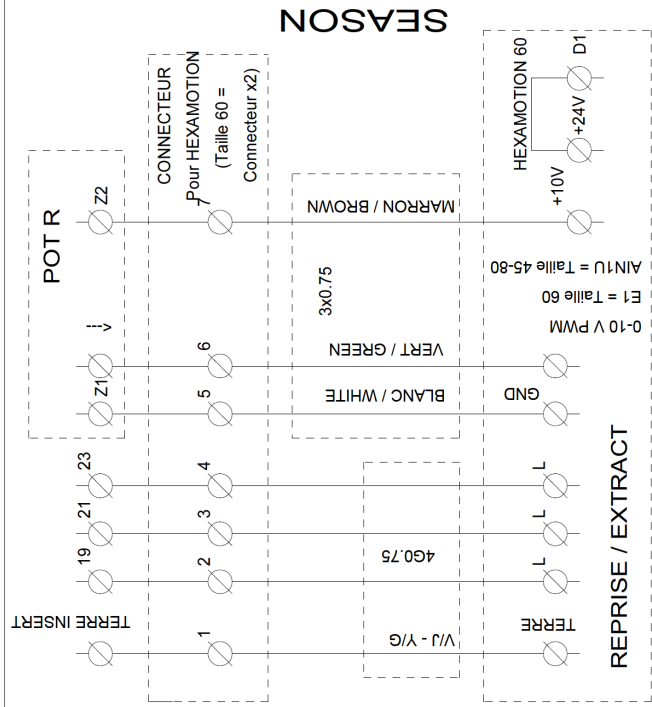 SEASON
HEXAMOTION 60
D1
+24V
CONNECTEUR
Pour HEXAMOTION
(Taille 60 =
Connecteur x2)
POT R
Z2
7
MARRON / BROWN
+10V
3x0.75
AIN1U = Taille 45-80
E1 = Taille 60
0-10 V PWM
--->
6
VERT / GREEN
Z1
5
BLANC / WHITE
GND
23
4
L
21
3
L
19
2
L
4G0.75
TERRE INSERT
1
V/J - Y/G
TERRE
REPRISE / EXTRACT